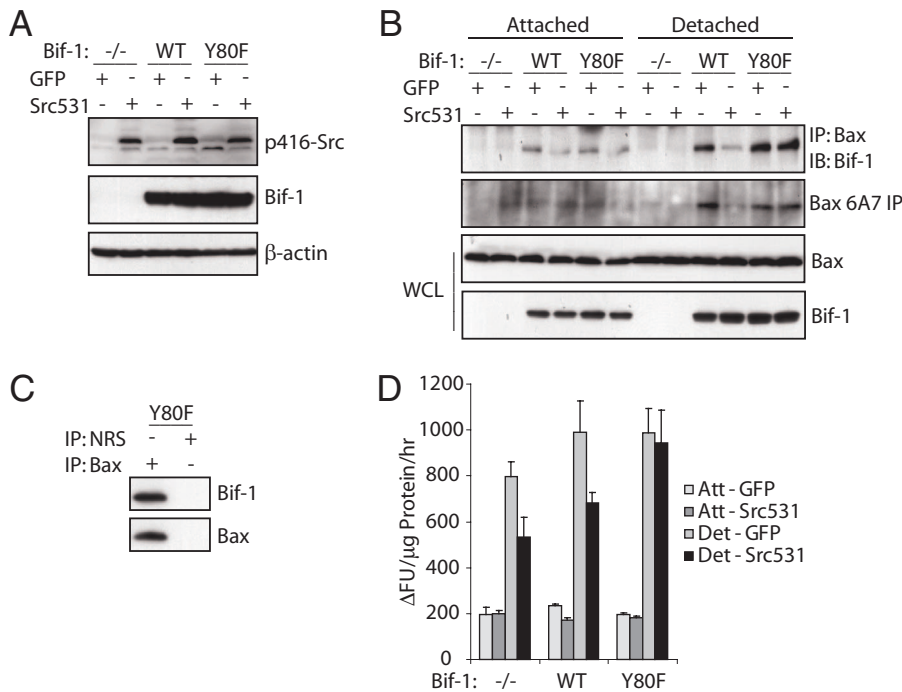 A
Bif-1: -/- WT Y80F
GFP + - + - + -
Src531 - + - + - +
p416-Src
Bif-1
β-actin
B
Attached Detached
Bif-1: -/- WT Y80F -/- WT Y80F
GFP + - + - + - + - + - + -
Src531 - + - + - + - + - + - +
IP: Bax
IB: Bif-1
Bax 6A7 IP
WCL
Bax
Bif-1
C
Y80F
IP: NRS - +
IP: Bax + -
Bif-1
Bax
D
ΔFU/μg Protein/hr
1200
1000
800
600
400
200
0
Bif-1: -/- WT Y80F
Att - GFP
Att - Src531
Det - GFP
Det - Src531